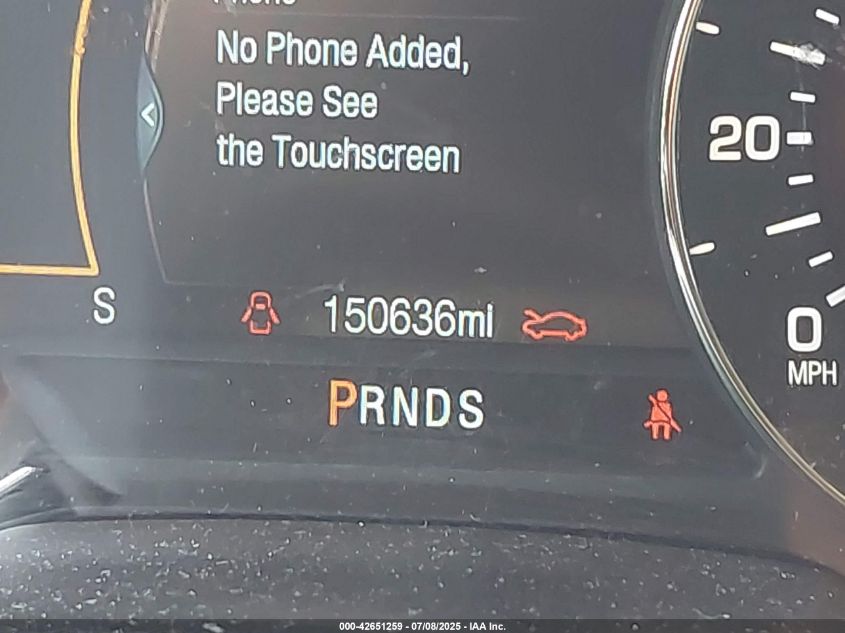 Phone
No Phone Added,
Please See
the Touchscreen
20
S
150636mi
0
MPH
PRNDS
000-42651259 - 07/08/2025 - IAA Inc.